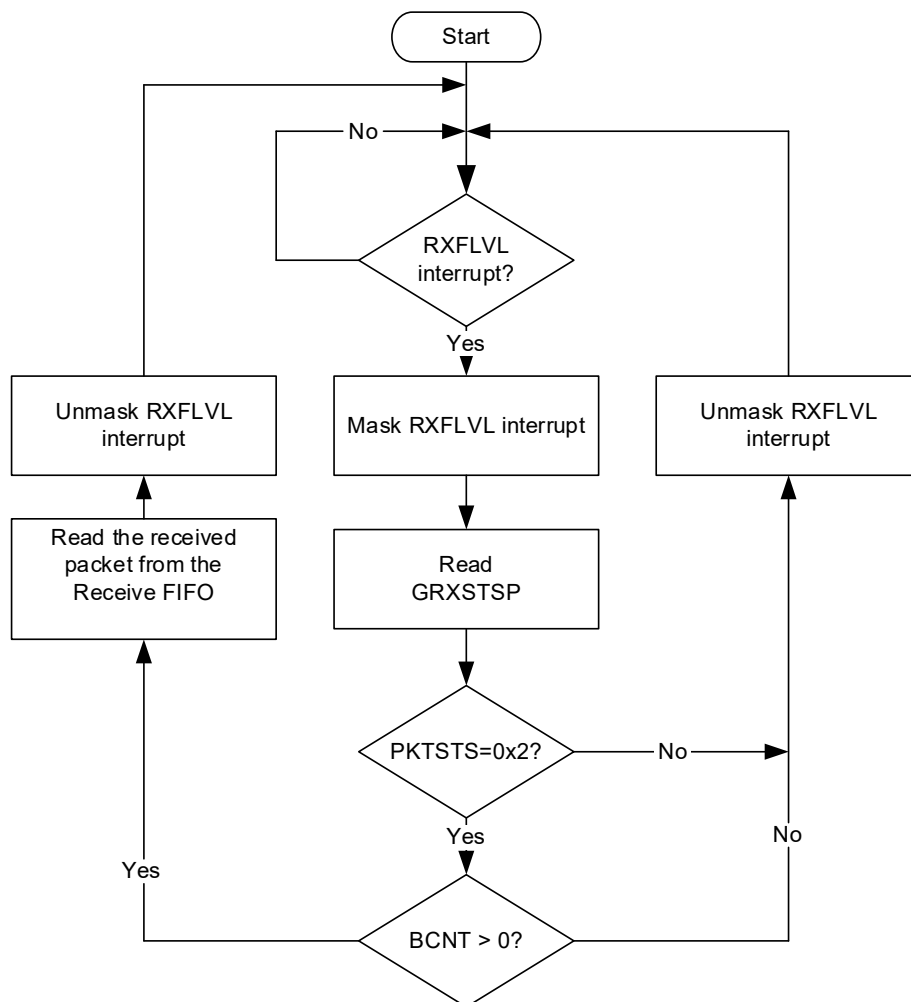 Start
No
RXFLVL
interrupt?
Yes
Unmask RXFLVL
interrupt
Mask RXFLVL interrupt
Unmask RXFLVL
interrupt
Read the received
packet from the
Receive FIFO
Read
GRXSTSP
PKTSTS=0x2?
No
Yes
No
Yes
BCNT > 0?